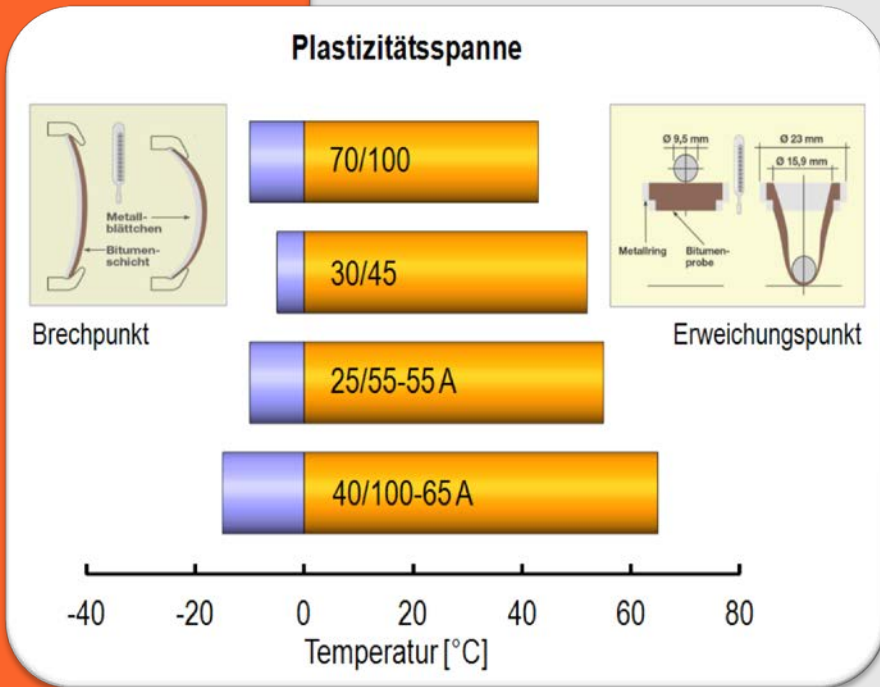 Plastizitätsspanne
Metall-
blättchen
Bitumen-
schicht
Brechpunkt
70/100
30/45
25/55-55 A
40/100-65 A
Ø 9,5 mm
Ø 23 mm
Ø 15,9 mm
Metallring
Bitumen-
probe
Erweichungspunkt
-40 -20 0 20 40 60 80
Temperatur [°C]